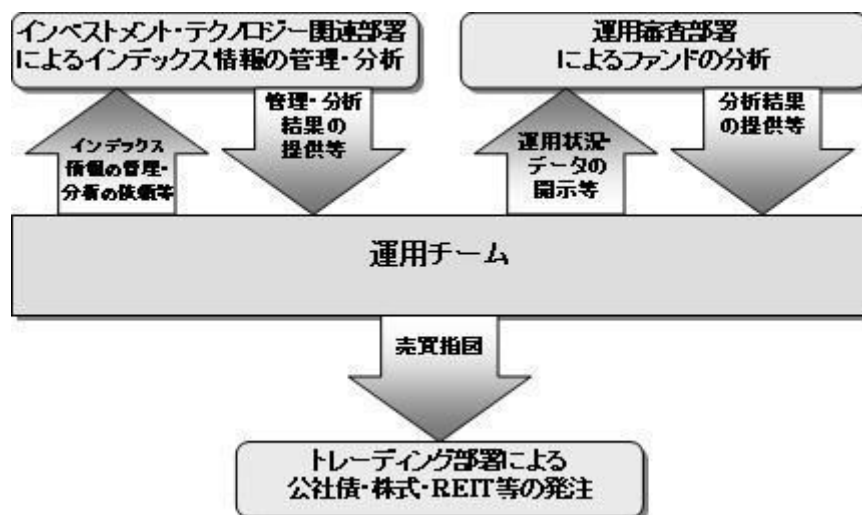 インベストメント・テクノロジー関連部署
によるインデックス情報の管理・分析
運用審査部署
によるファンドの分析
インデックス
情報の管理・
分析の依頼等
管理・分析
結果の
提供等
運用状況・
データの
開示等
分析結果
の提供等
運用チーム
売買指図
トレーディング部署による
公社債・株式・REIT等の発注